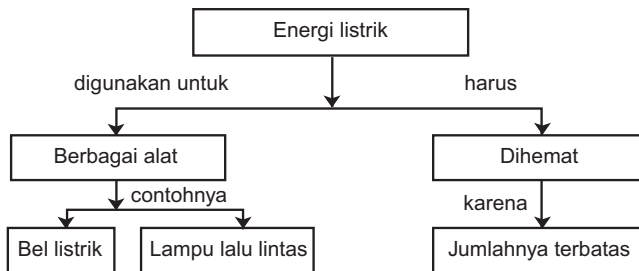 Energi listrik
digunakan untuk
harus
Berbagai alat
Dihemat
contohnya
karena
Bel listrik
Lampu lalu lintas
Jumlahnya terbatas